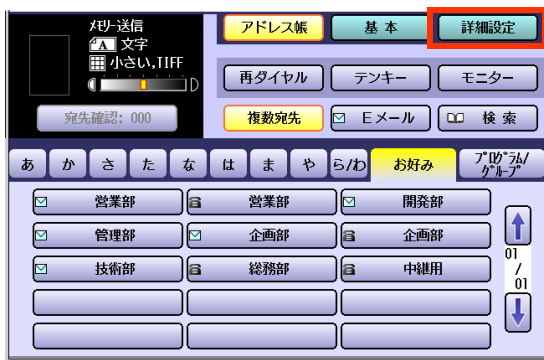 ﾒﾓﾘｰ送信
A 文字
小さい,TIFF
D
宛先確認: 000
アドレス帳
基 本
詳細設定
再ダイヤル
テンキー
モニター
複数宛先
Eメール
検 索
あ
か
さ
た
な
は
ま
や
ら/わ
お好み
ﾌﾟﾛｸﾞﾗﾑ/
ｸﾞﾙｰﾌﾟ
営業部
営業部
開発部
管理部
企画部
企画部
技術部
総務部
中継用
01
/
01